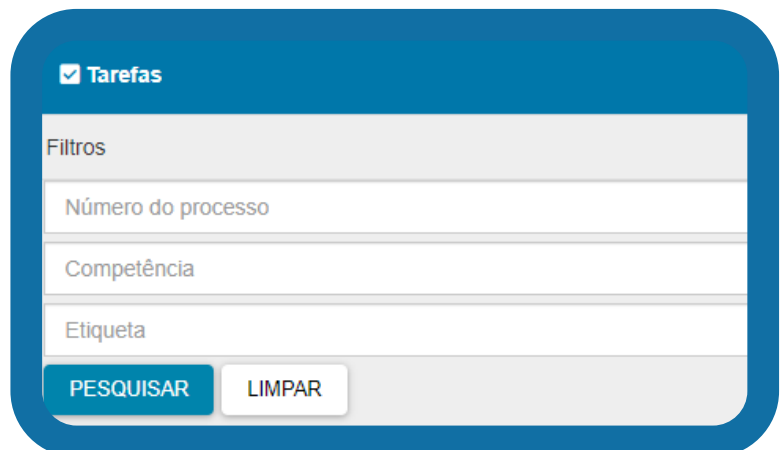 Tarefas
Filtros
Número do processo
Competência
Etiqueta
PESQUISAR LIMPAR